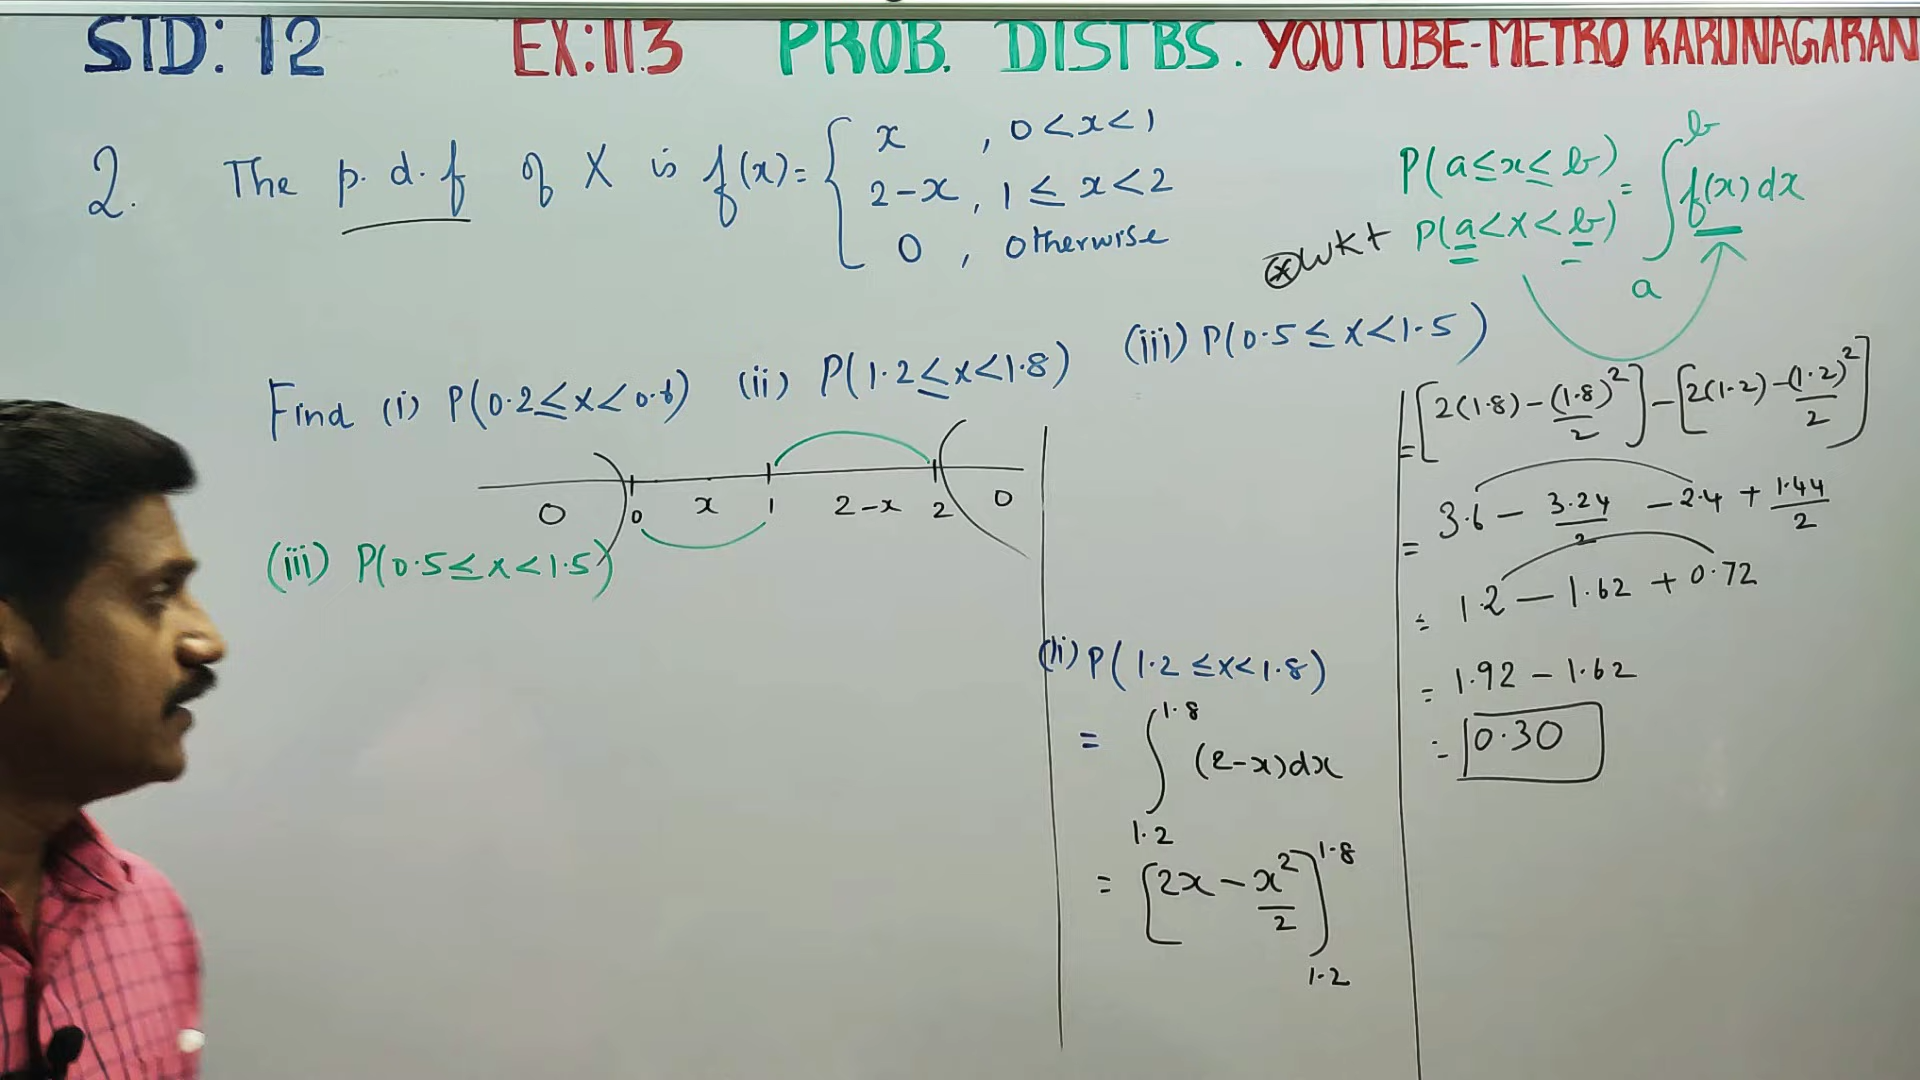 STD: 12 EX:11.3 PROB. DISTBS. YOUTUBE-METRO KARUNAGARAN
2. The p.d.f of X is f(x)= { x , 0<x<1
2-x, 1≤x<2
0 , otherwise
P(a≤x≤b)
⊛WKT P(a<X<b) = ∫ₐᵇ f(x)dx
Find (i) P(0.2≤x<0.6) (ii) P(1.2≤x<1.8) (iii) P(0.5≤x<1.5)
0 0 x 1 2-x 2 0
(iii) P(0.5≤x<1.5)
(ii) P(1.2≤x<1.8)
= ∫₁.₂^1.8 (2-x)dx
= [2x - x²/2]₁.₂^1.8
= [2(1.8) - (1.8)²/2] - [2(1.2) - (1.2)²/2]
= 3.6 - 3.24/2 - 2.4 + 1.44/2
= 1.2 - 1.62 + 0.72
= 1.92 - 1.62
= 0.30